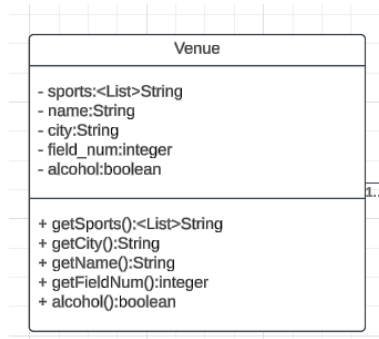 Venue
- sports:<List>String
- name:String
- city:String
- field_num:integer
- alcohol:boolean
+ getSports():<List>String
+ getCity():String
+ getName():String
+ getFieldNum():integer
+ alcohol():boolean